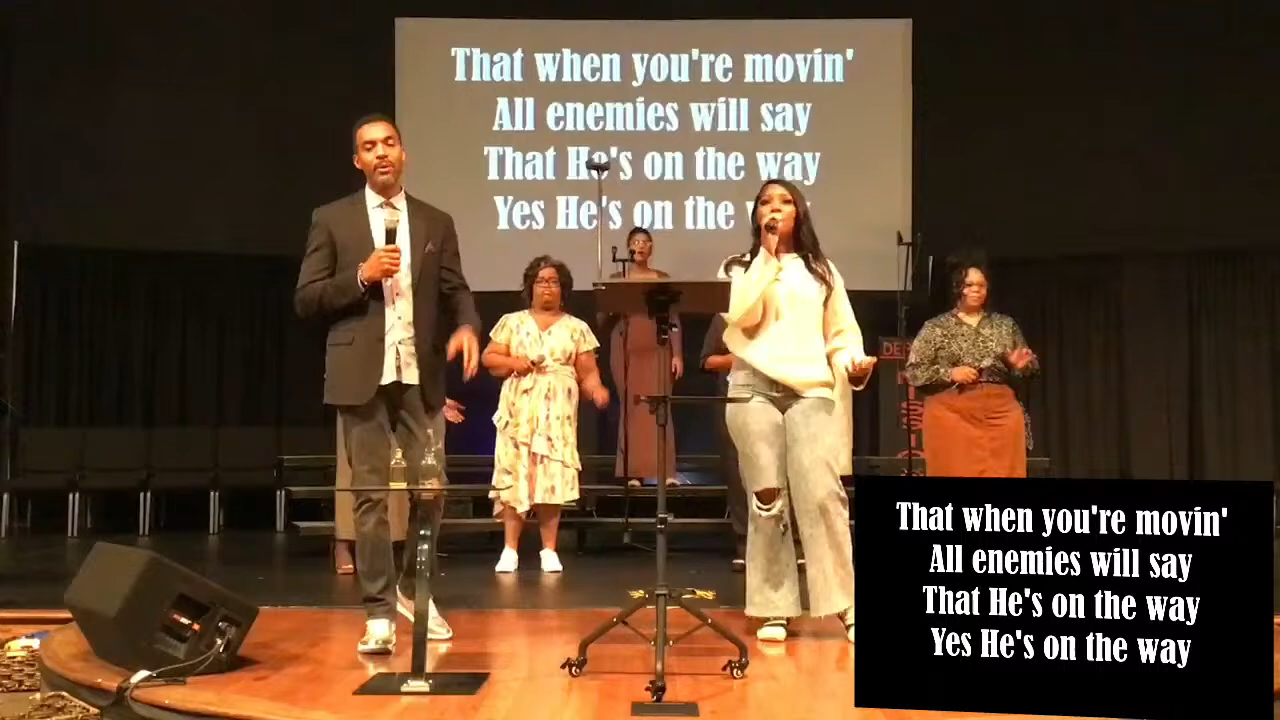 That when you're movin'
All enemies will say
That He's on the way
Yes He's on the
That when you're movin'
All enemies will say
That He's on the way
Yes He's on the way